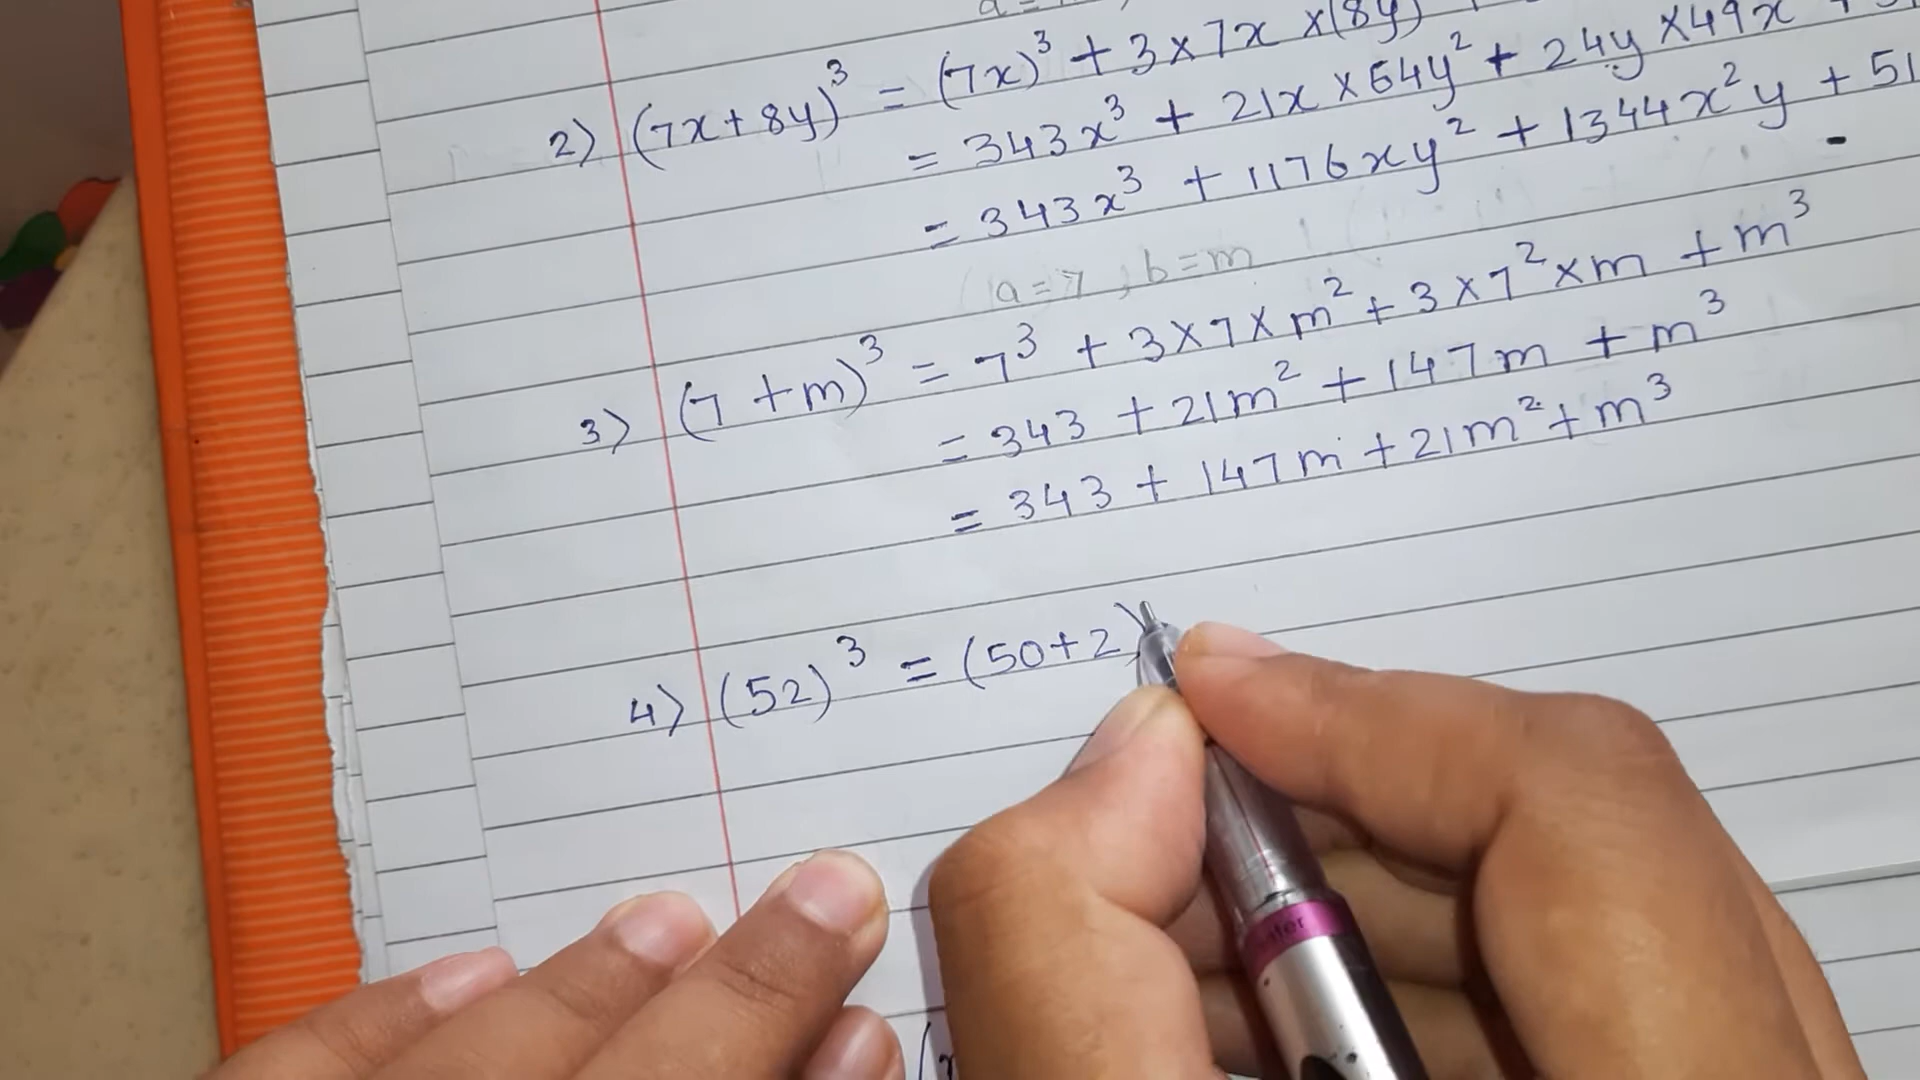 2) (7x+8y)³ = (7x)³ + 3×7x×(8y)
= 343x³ + 21x×64y² + 24y×49x
= 343x³ + 1176xy² + 1344x²y + 51
a=7, b=m
3) (7+m)³ = 7³ + 3×7×m² + 3×7²×m + m³
= 343 + 21m² + 147m + m³
= 343 + 147m + 21m² + m³
4) (52)³ = (50+2)